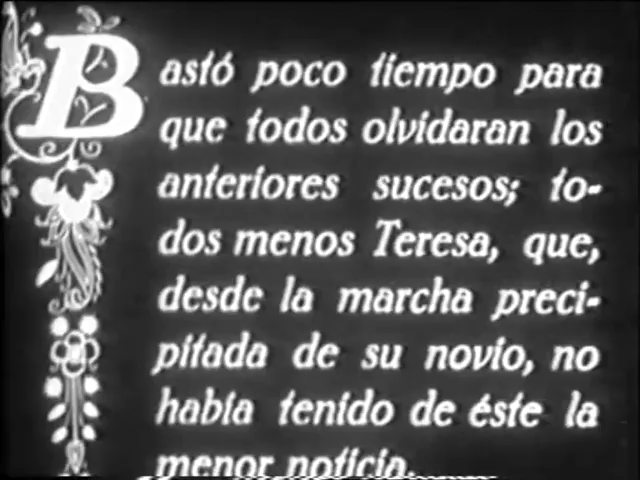 Bastó poco tiempo para
que todos olvidaran los
anteriores sucesos; to-
dos menos Teresa, que,
desde la marcha preci-
pitada de su novio, no
había tenido de éste la
menor noticia.